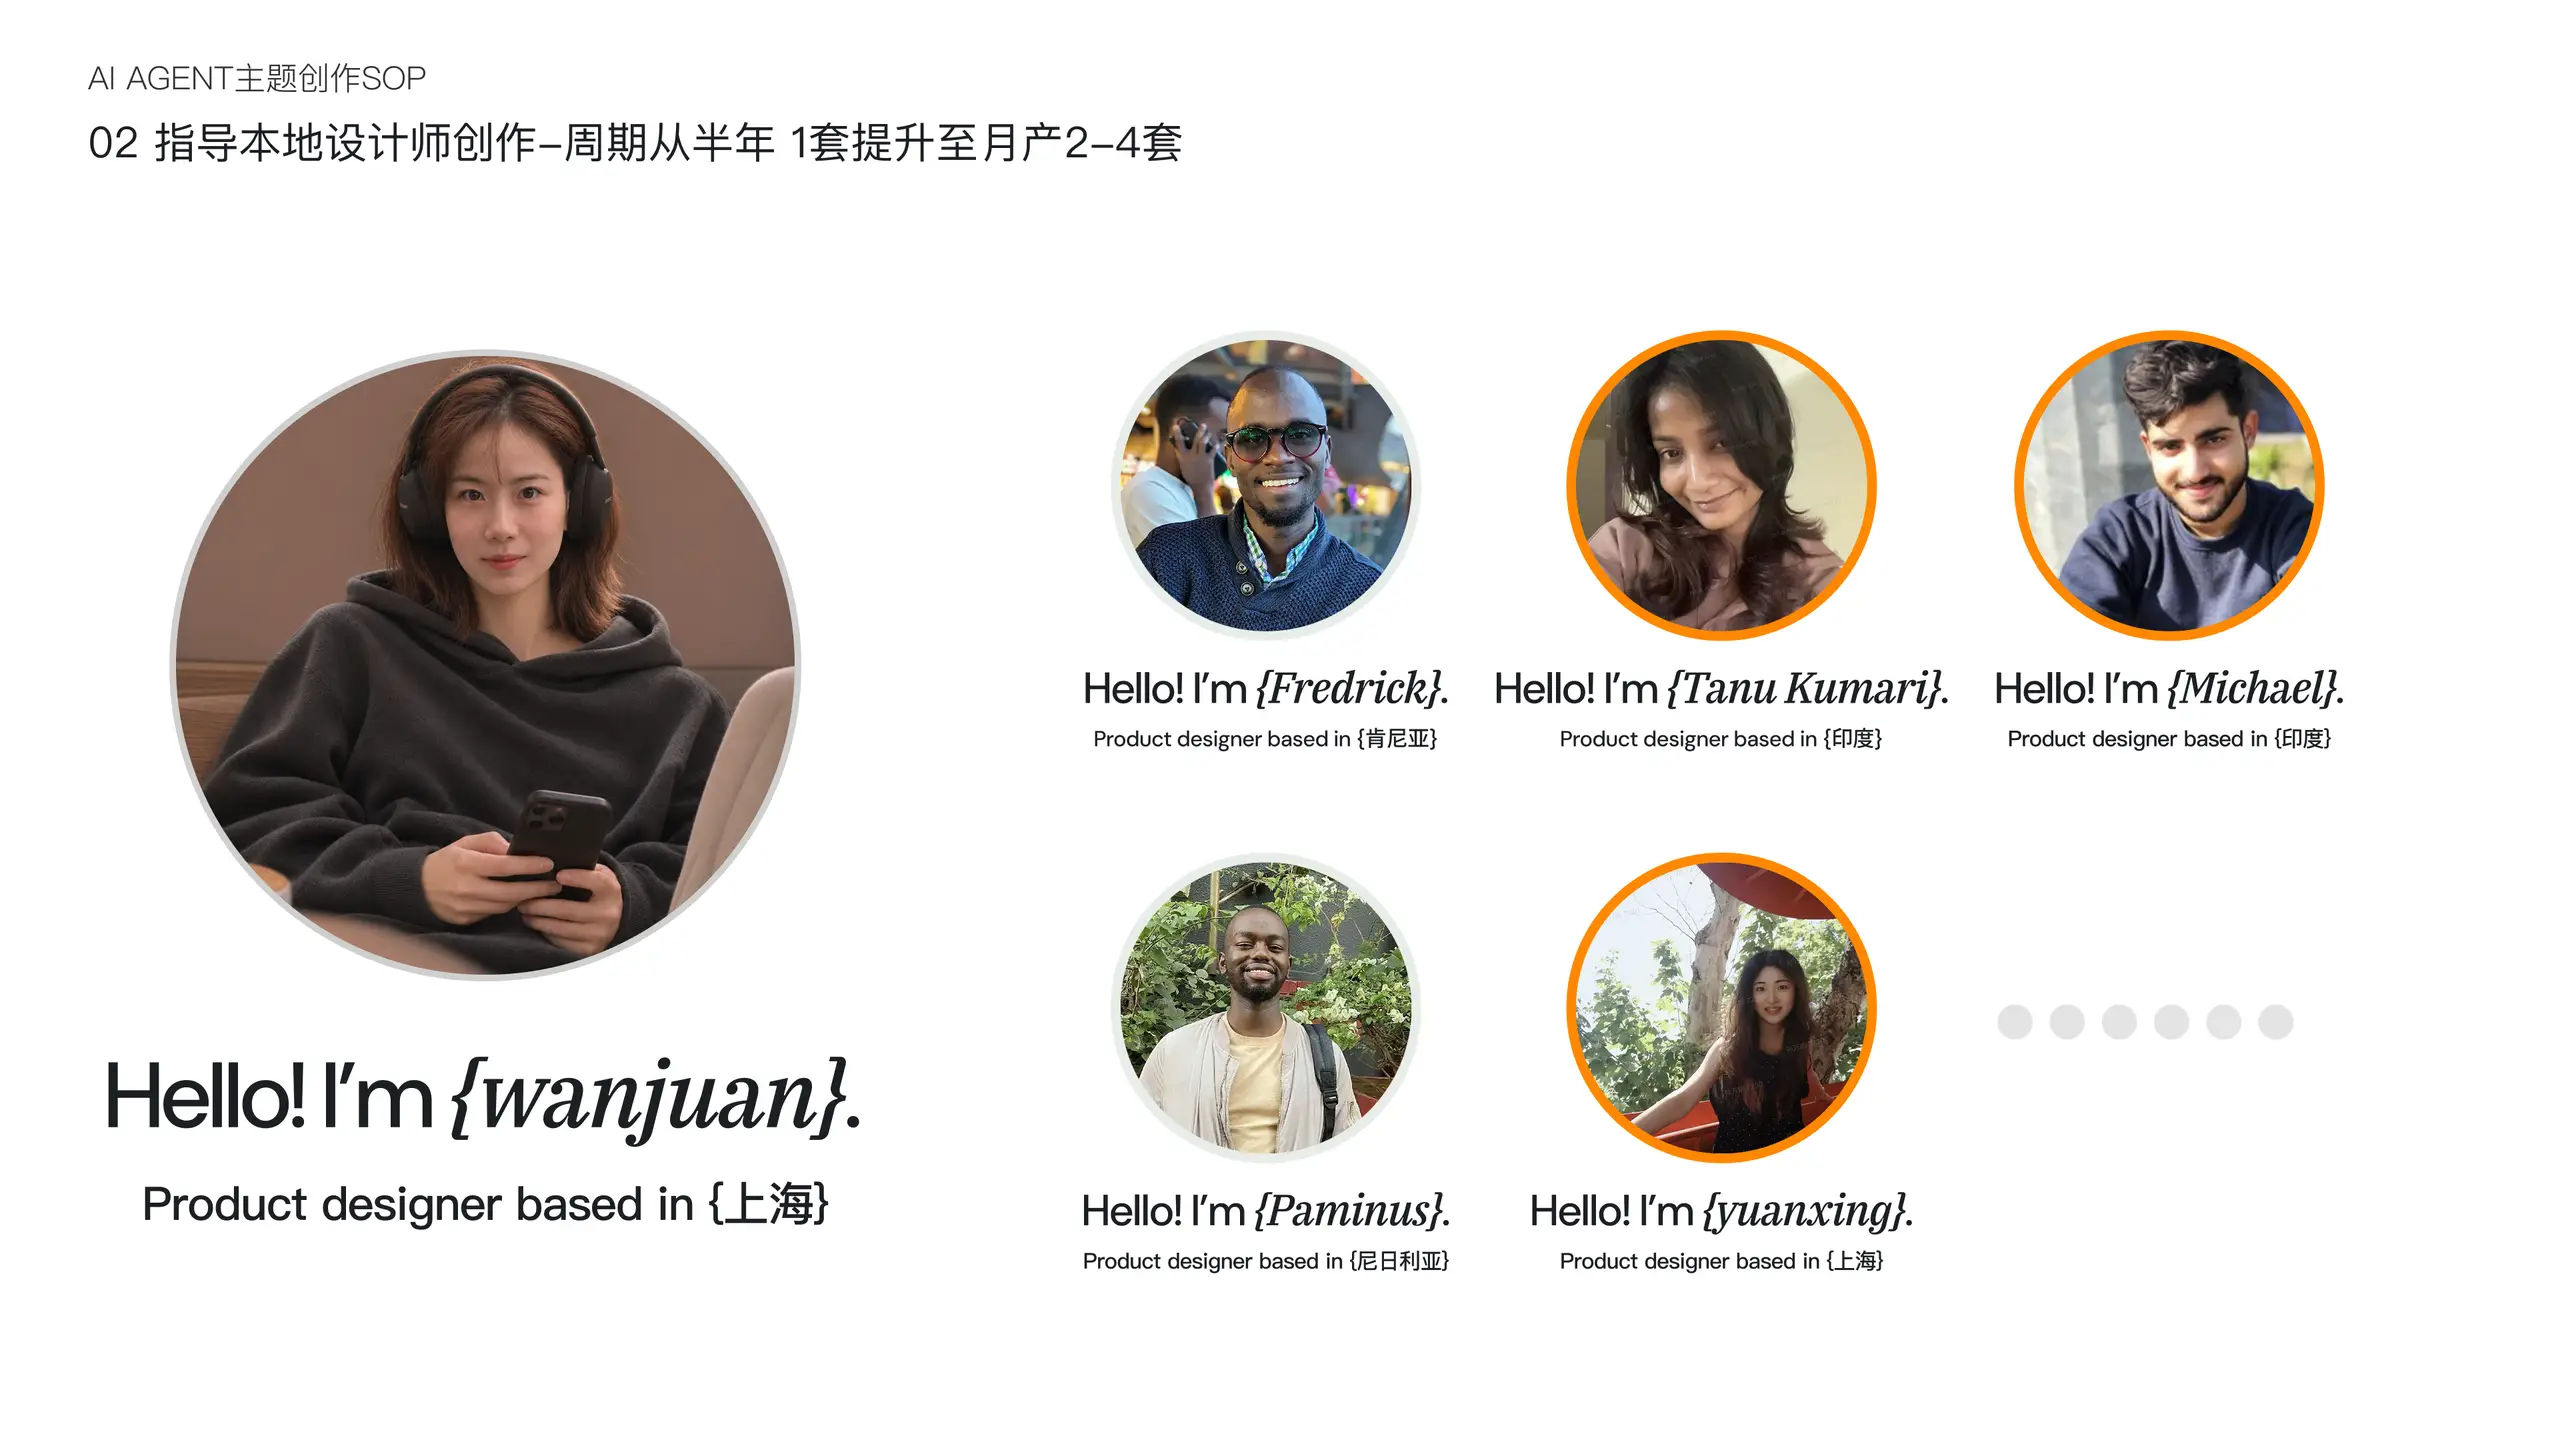 AI AGENT主题创作SOP
02 指导本地设计师创作-周期从半年 1套提升至月产2-4套
Hello! I'm {wanjuan}.
Product designer based in {上海}
Hello! I'm {Fredrick}.
Product designer based in {肯尼亚}
Hello! I'm {Tanu Kumari}.
Product designer based in {印度}
Hello! I'm {Michael}.
Product designer based in {印度}
Hello! I'm {Paminus}.
Product designer based in {尼日利亚}
Hello! I'm {yuanxing}.
Product designer based in {上海}